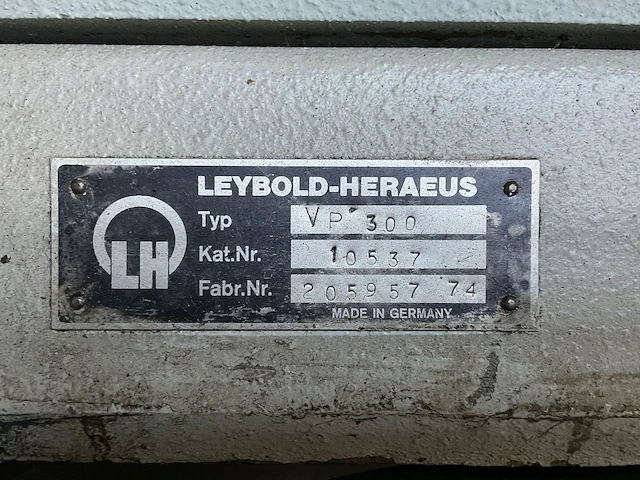 LEYBOLD-HERAEUS
LH
Typ VP 300
Kat.Nr. 10537
Fabr.Nr. 205957 74
MADE IN GERMANY